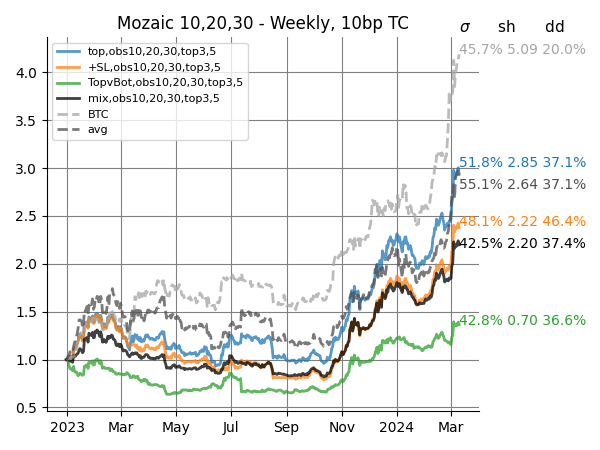 Mozaic 10,20,30 - Weekly, 10bp TC
σ sh dd
top,obs10,20,30,top3,5
+SL,obs10,20,30,top3,5
TopvBot,obs10,20,30,top3,5
mix,obs10,20,30,top3,5
BTC
avg
45.7% 5.09 20.0%
51.8% 2.85 37.1%
55.1% 2.64 37.1%
48.1% 2.22 46.4%
42.5% 2.20 37.4%
42.8% 0.70 36.6%
4.0
3.5
3.0
2.5
2.0
1.5
1.0
0.5
2023 Mar May Jul Sep Nov 2024 Mar